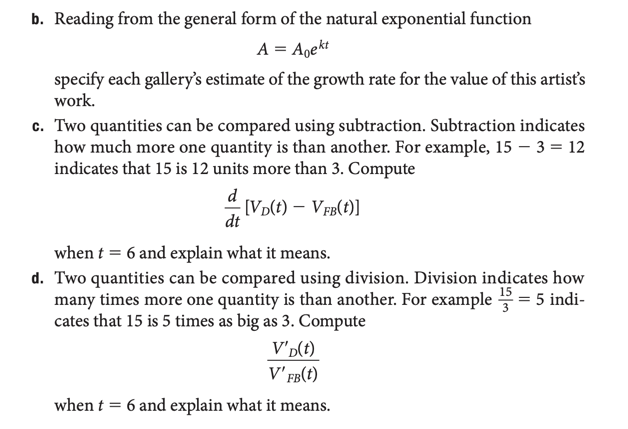 b. Reading from the general form of the natural exponential function
A = A₀eᵏᵗ
specify each gallery's estimate of the growth rate for the value of this artist's
work.
c. Two quantities can be compared using subtraction. Subtraction indicates
how much more one quantity is than another. For example, 15 − 3 = 12
indicates that 15 is 12 units more than 3. Compute
d/dt [V_D(t) − V_FB(t)]
when t = 6 and explain what it means.
d. Two quantities can be compared using division. Division indicates how
many times more one quantity is than another. For example 15/3 = 5 indi-
cates that 15 is 5 times as big as 3. Compute
V'_D(t)
V'_FB(t)
when t = 6 and explain what it means.